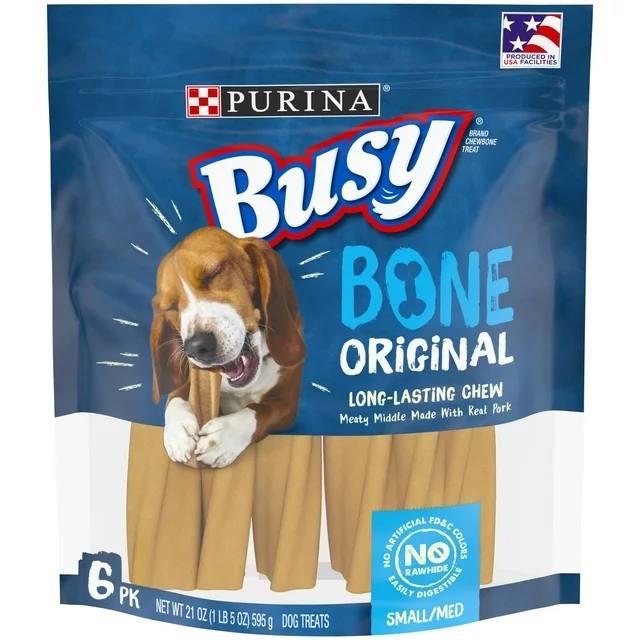 PRODUCED IN
USA FACILITIES
PURINA®
Busy®
BRAND
CHEWBONE
TREAT
BONE
ORIGINAL
LONG-LASTING CHEW
Meaty Middle Made With Real Pork
NO ARTIFICIAL FD&C COLORS
NO
RAWHIDE
EASILY DIGESTIBLE
SMALL/MED
6 PK
NET WT 21 OZ (1 LB 5 OZ) 595 g DOG TREATS